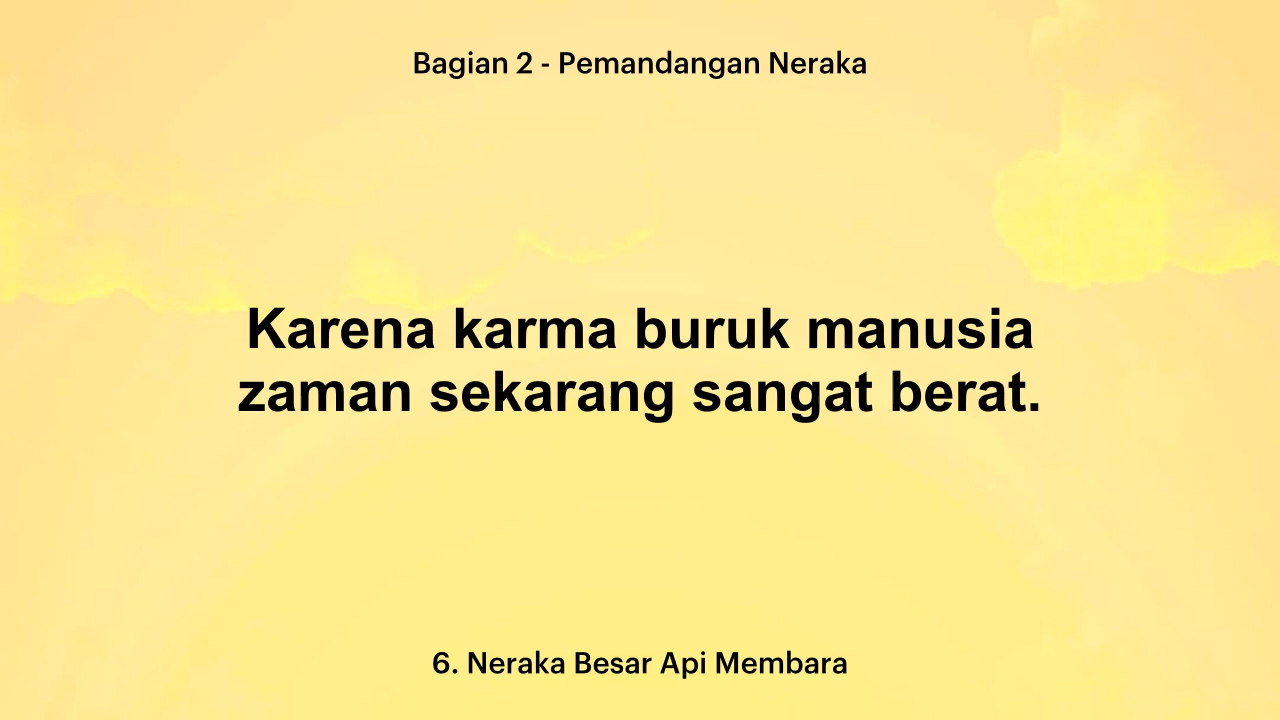 Bagian 2 - Pemandangan Neraka
Karena karma buruk manusia
zaman sekarang sangat berat.
6. Neraka Besar Api Membara